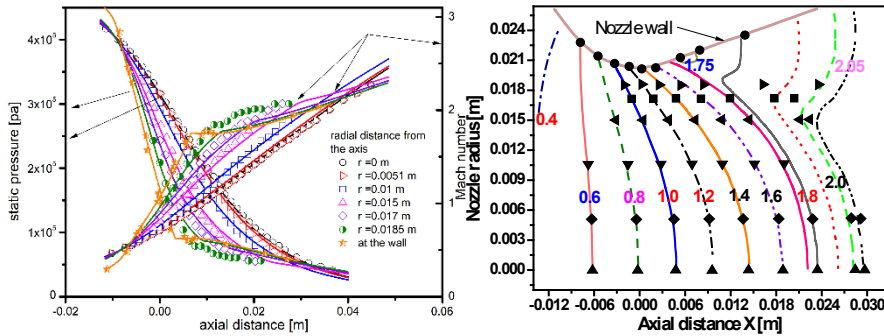 4x10⁵
3x10⁵
2x10⁵
1x10⁵
0
static pressure [pa]
-0.02
0.00
0.02
0.04
0.06
axial distance [m]
3
2
1
0
Mach number
radial distance from
the axis
r =0 m
r =0.0051 m
r =0.01 m
r =0.015 m
r =0.017 m
r =0.0185 m
at the wall
0.024
0.021
0.018
0.015
0.012
0.009
0.006
0.003
0.000
Nozzle radius [m]
Nozzle wall
1.75
2.05
0.4
0.6
0.8
1.0
1.2
1.4
1.6
1.8
2.0
-0.012
-0.006
0.000
0.006
0.012
0.018
0.024
0.030
Axial distance X [m]